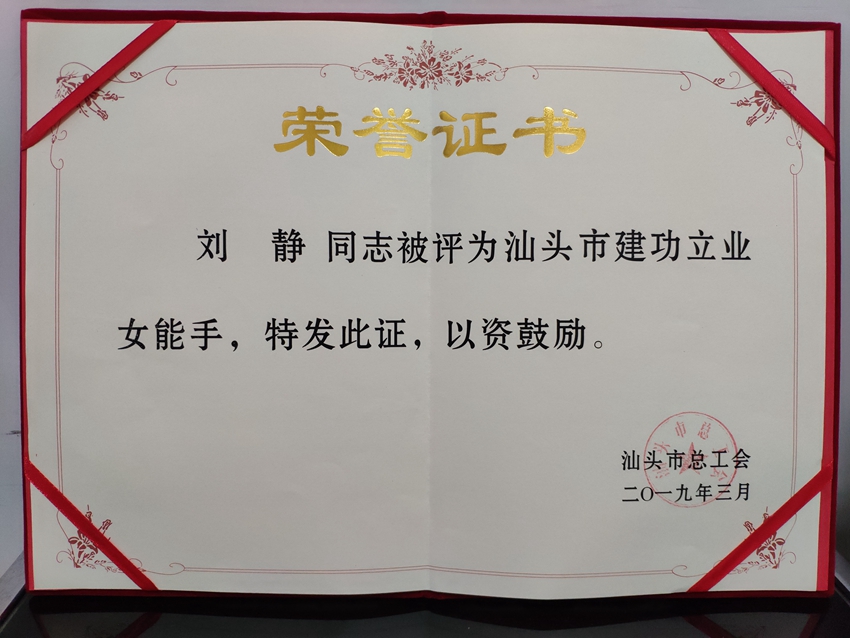 荣誉证书
刘 静 同志被评为汕头市建功立业
女能手，特发此证，以资鼓励。
汕头市总工会
二〇一九年三月